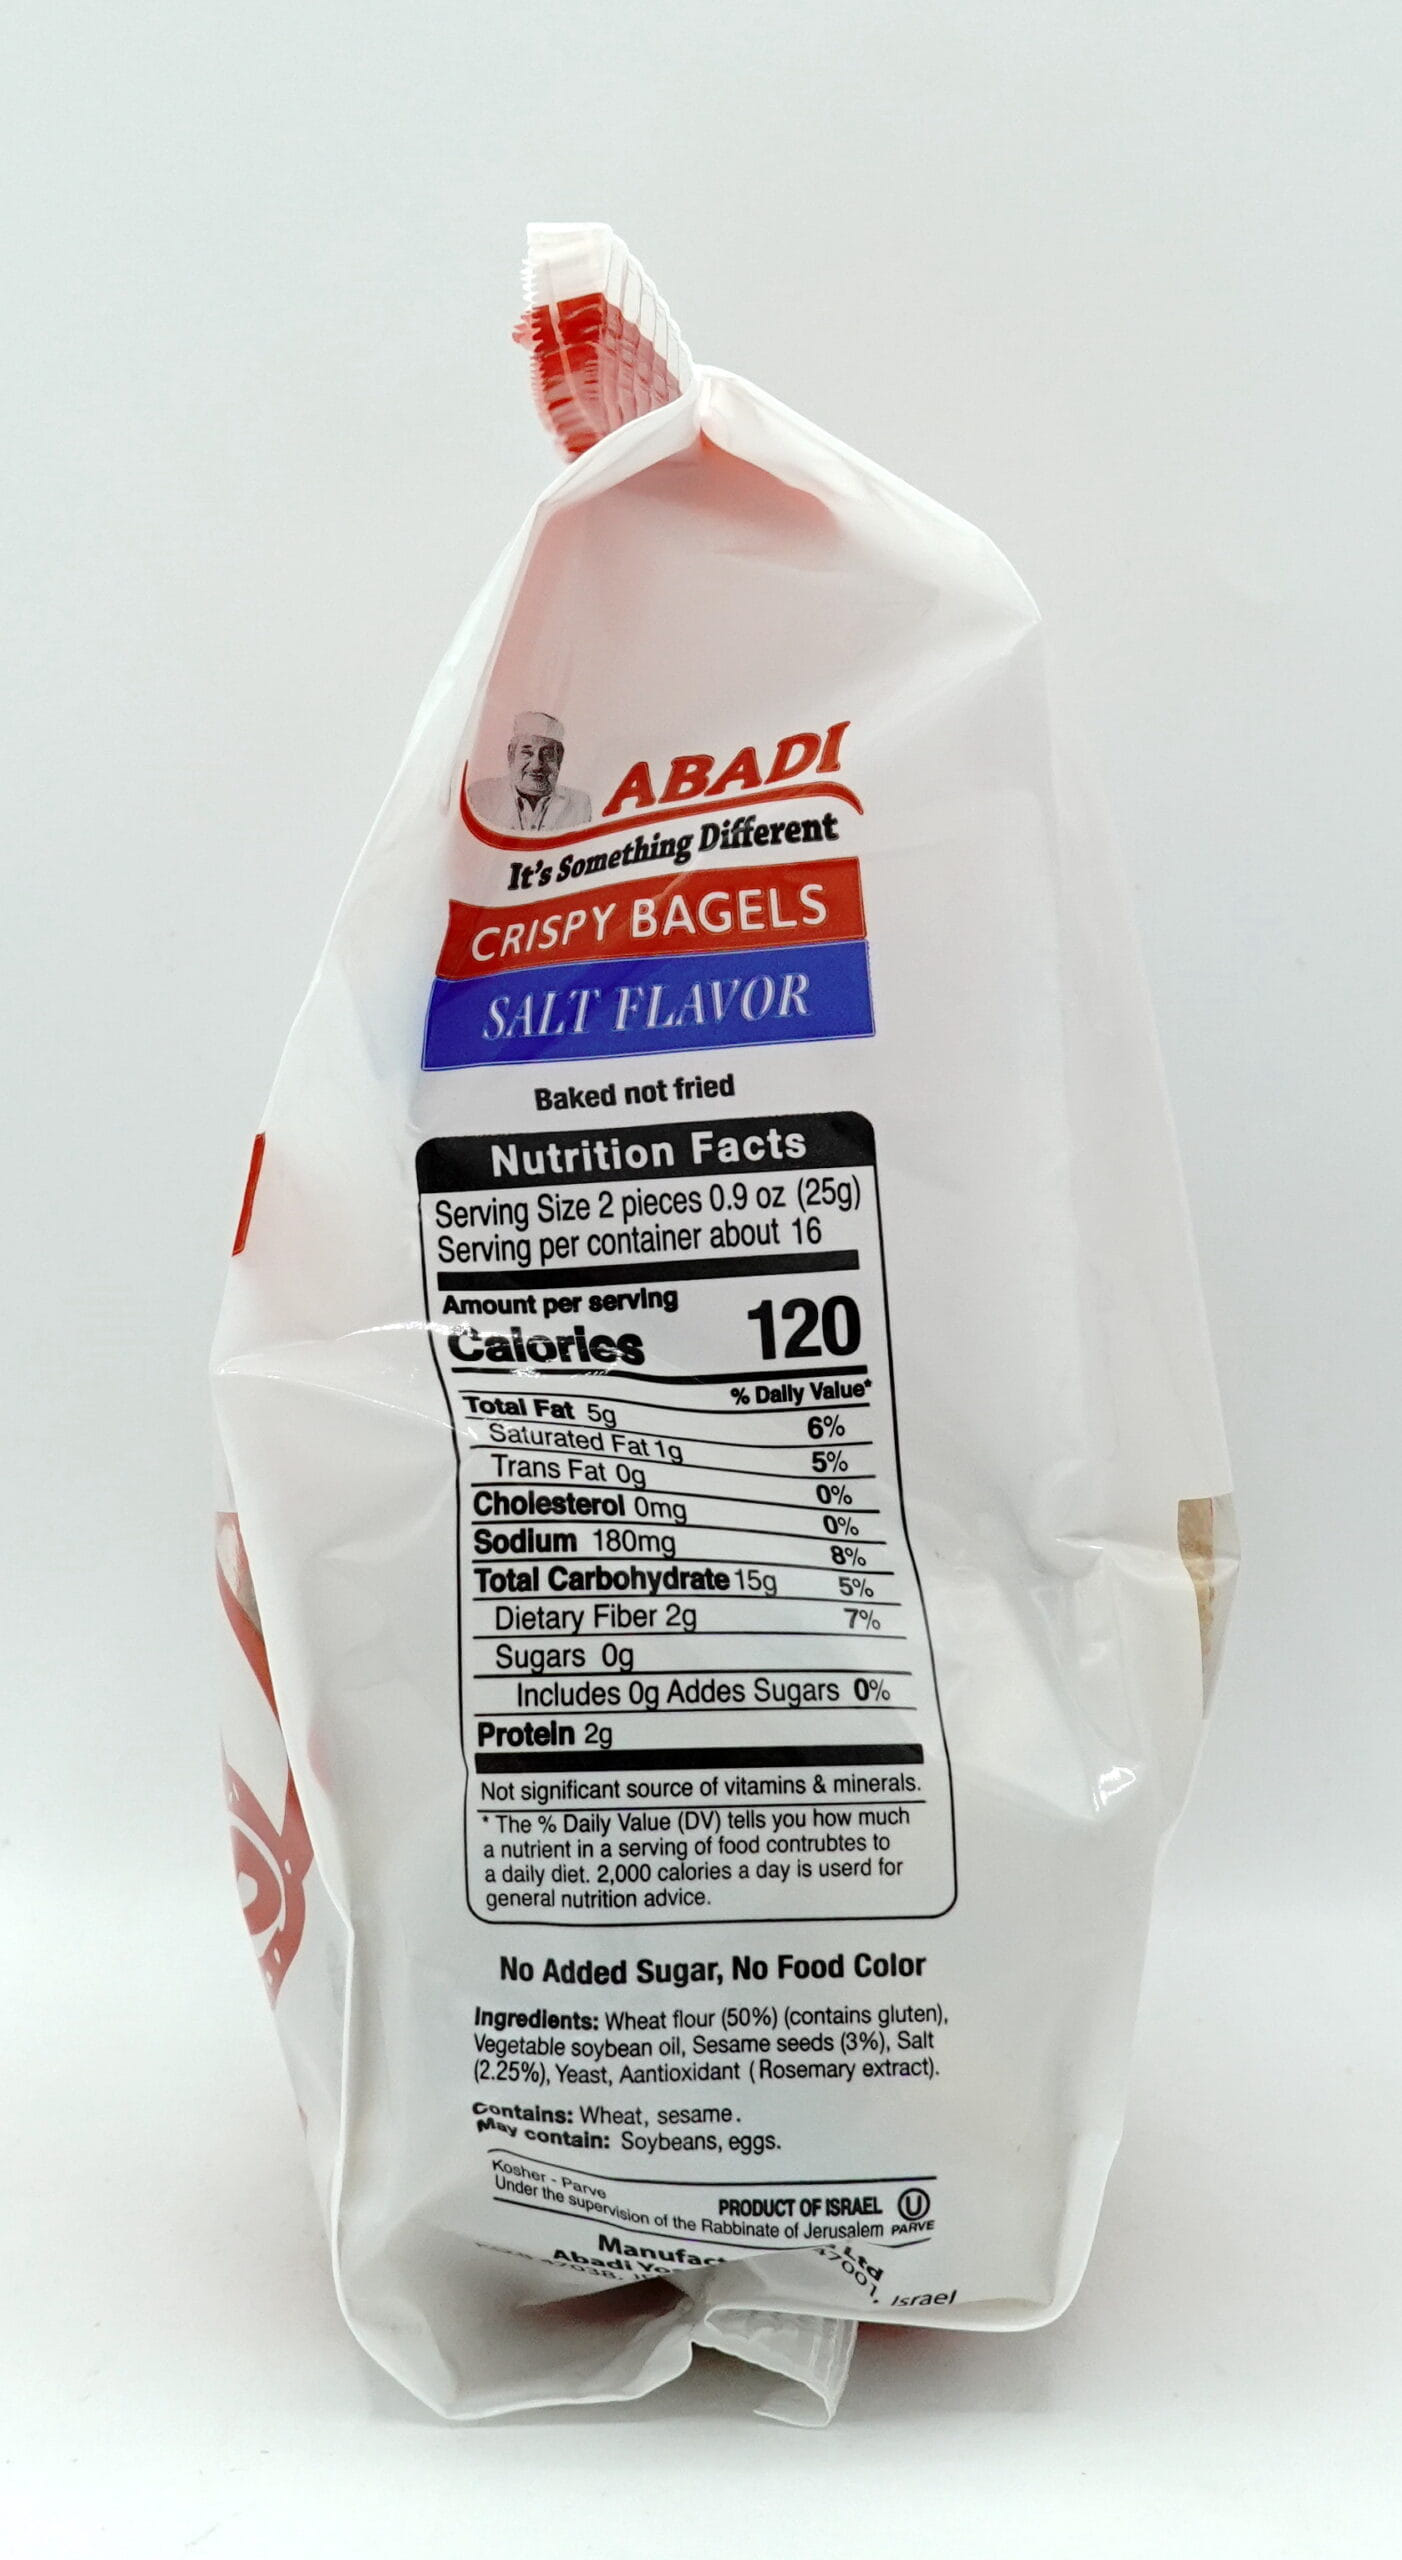 ABADI
It's Something Different
CRISPY BAGELS
SALT FLAVOR
Baked not fried
Nutrition Facts
Serving Size 2 pieces 0.9 oz (25g)
Serving per container about 16
Amount per serving
Calories 120
% Daily Value*
Total Fat 5g 6%
Saturated Fat 1g 5%
Trans Fat 0g 0%
Cholesterol 0mg 0%
Sodium 180mg 8%
Total Carbohydrate 15g 5%
Dietary Fiber 2g 7%
Sugars 0g
Includes 0g Addes Sugars 0%
Protein 2g
Not significant source of vitamins & minerals.
* The % Daily Value (DV) tells you how much
a nutrient in a serving of food contrubtes to
a daily diet. 2,000 calories a day is userd for
general nutrition advice.
No Added Sugar, No Food Color
Ingredients: Wheat flour (50%) (contains gluten),
Vegetable soybean oil, Sesame seeds (3%), Salt
(2.25%), Yeast, Aantioxidant (Rosemary extract).
Contains: Wheat, sesame.
May contain: Soybeans, eggs.
Kosher - Parve
PRODUCT OF ISRAEL U
Under the supervision of the Rabbinate of Jerusalem PARVE
Abadi Ltd
Israel